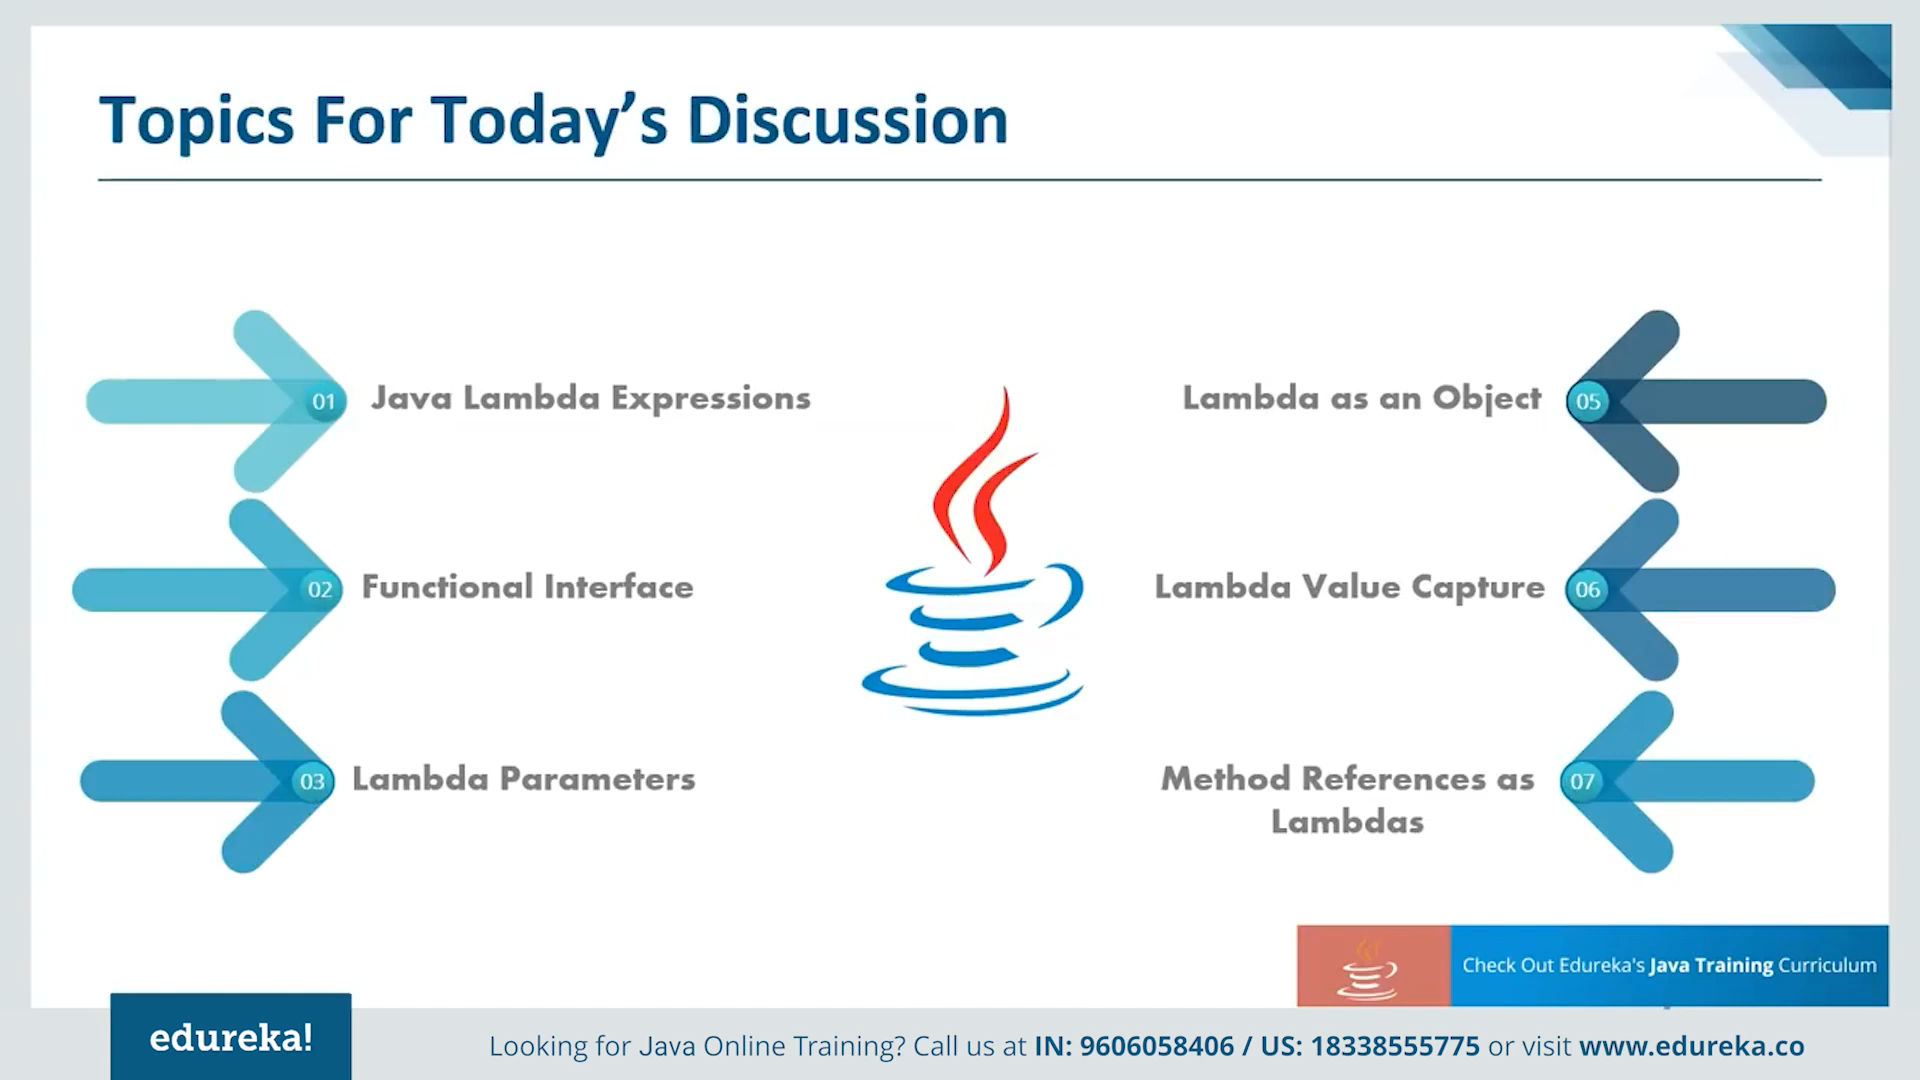 Topics For Today’s Discussion
01 Java Lambda Expressions
02 Functional Interface
03 Lambda Parameters
Lambda as an Object 05
Lambda Value Capture 06
Method References as 07
Lambdas
Check Out Edureka's Java Training Curriculum
edureka!
Looking for Java Online Training? Call us at IN: 9606058406 / US: 18338555775 or visit www.edureka.co